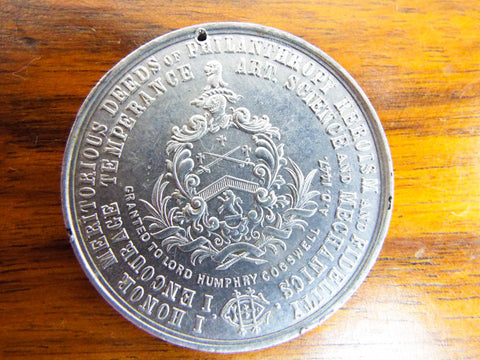 I HONOR MERITORIOUS DEEDS OF PHILANTHROPY HEROISM AND FIDELITY
I ENCOURAGE TEMPERANCE ART, SCIENCE AND MECHANICS.
GRANTED TO LORD HUMPHRY COGSWELL
1447.